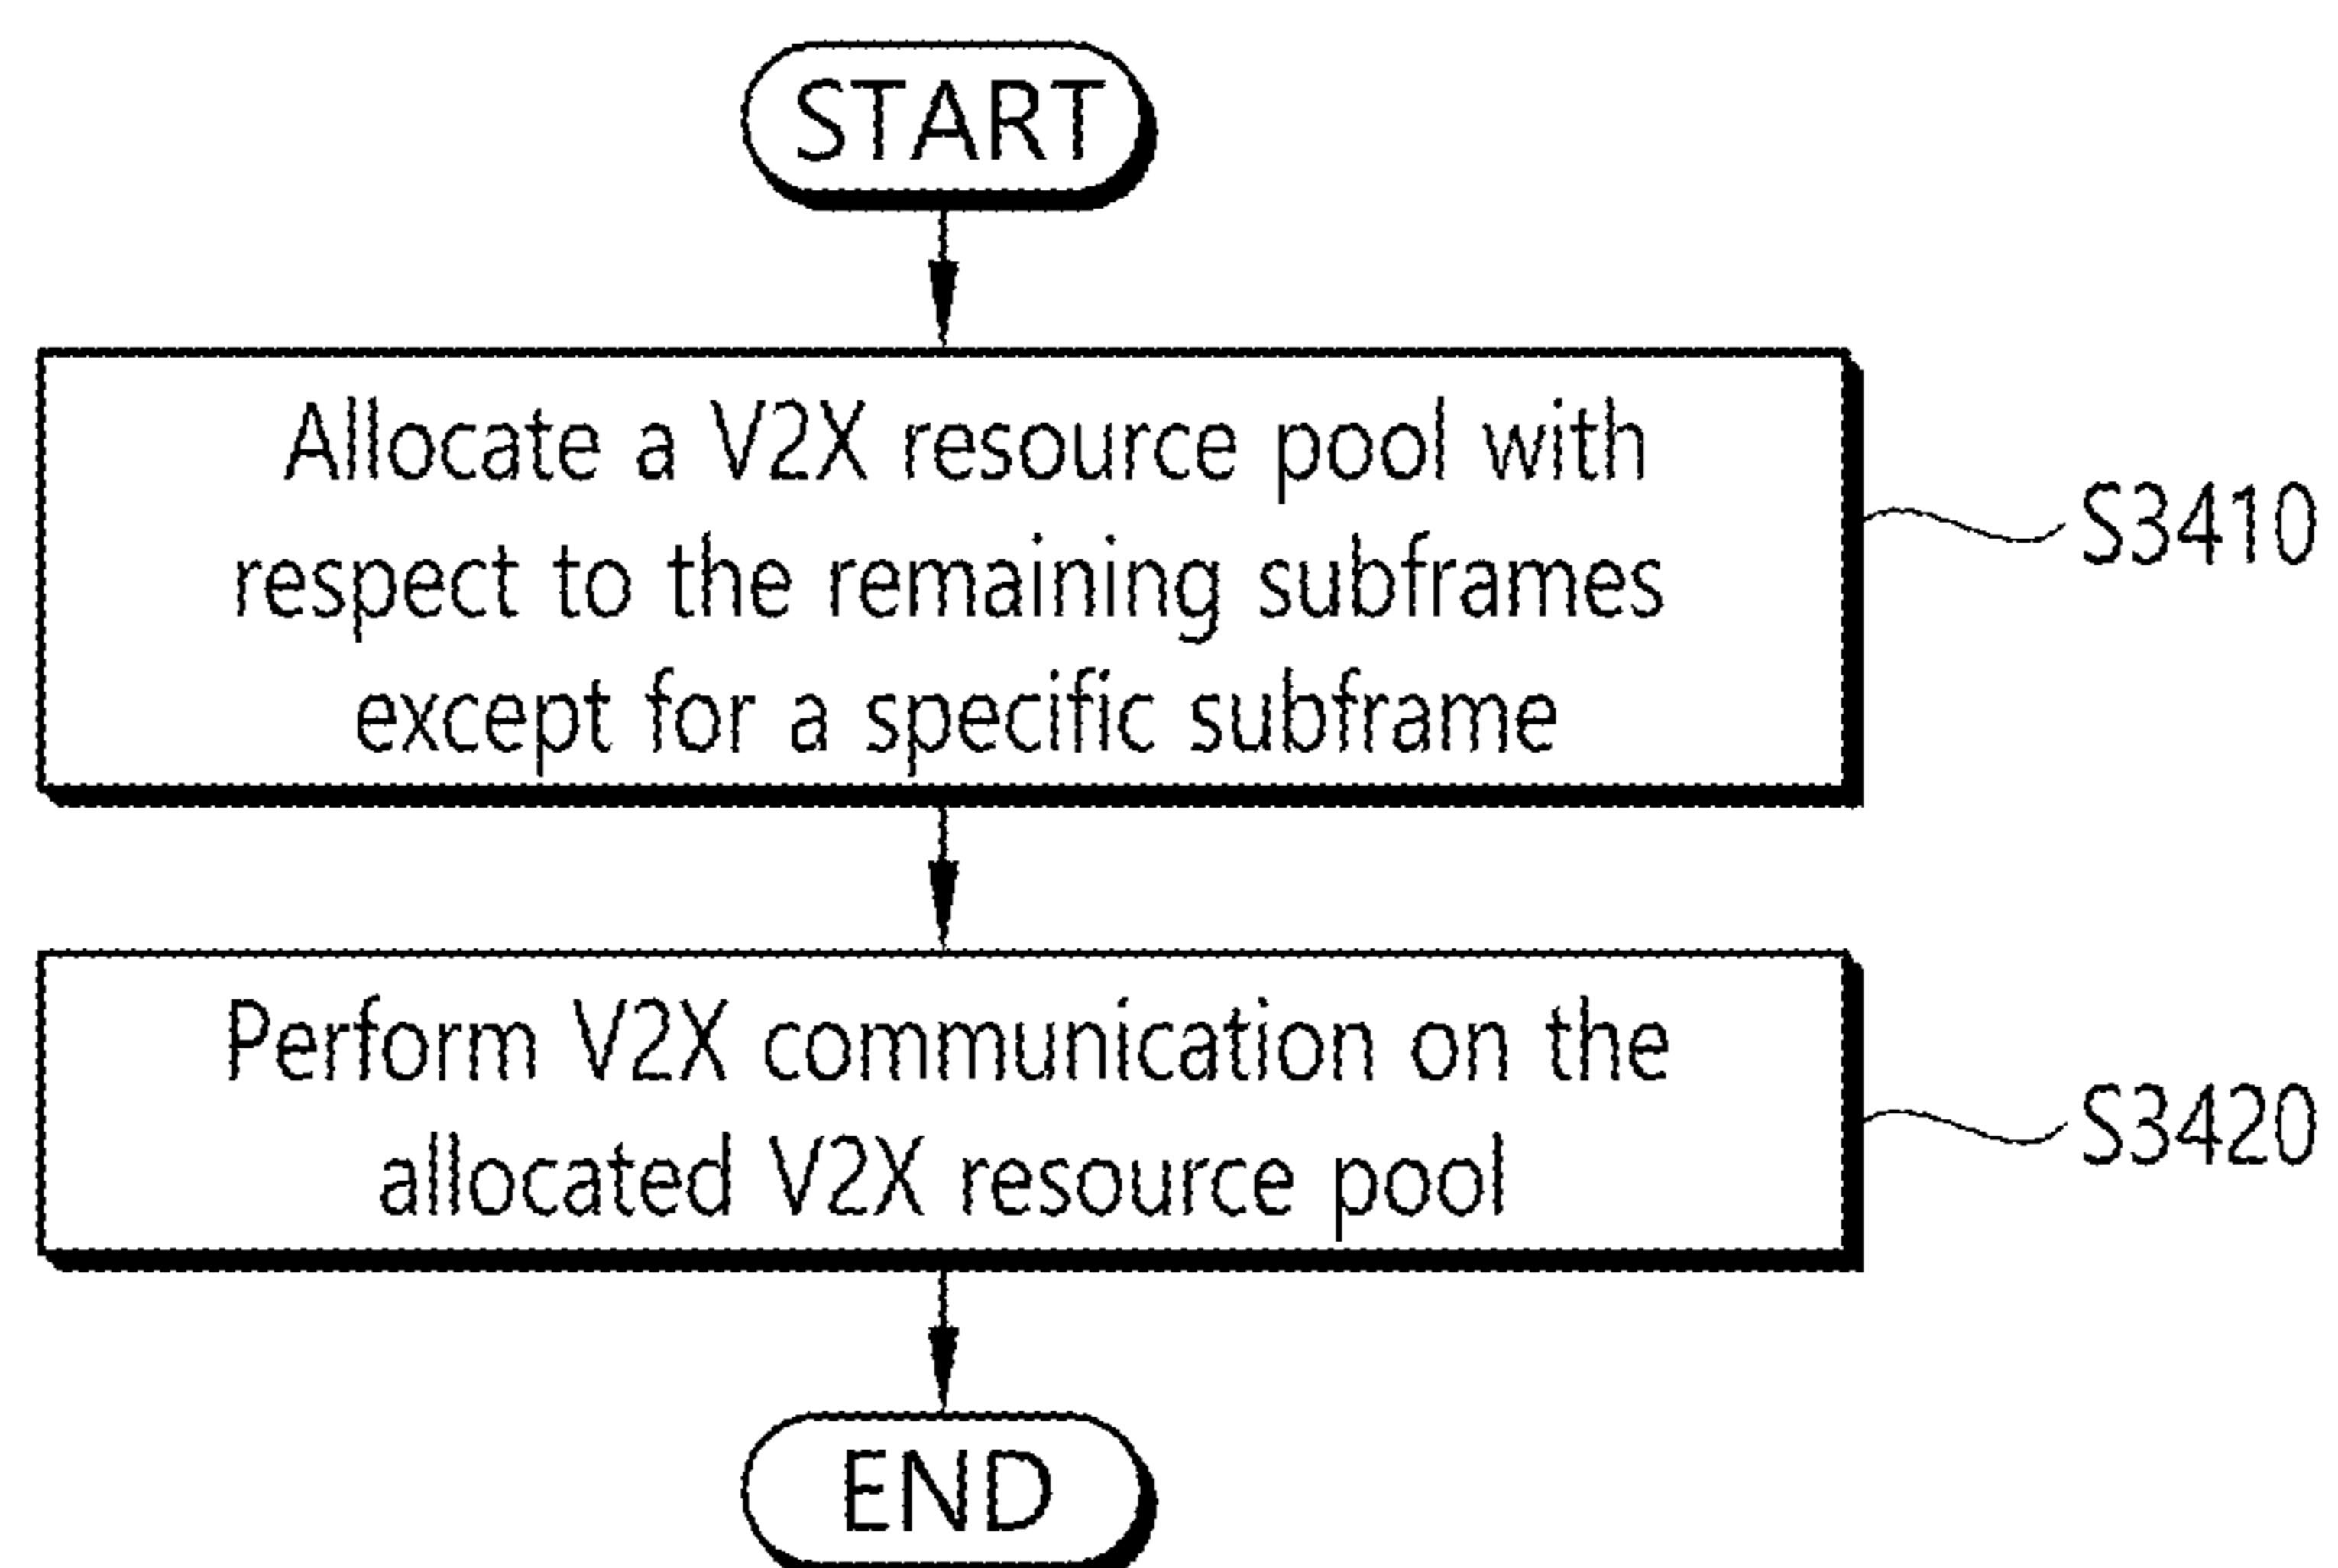 START
Allocate a V2X resource pool with
respect to the remaining subframes
except for a specific subframe
S3410
Perform V2X communication on the
allocated V2X resource pool
S3420
END